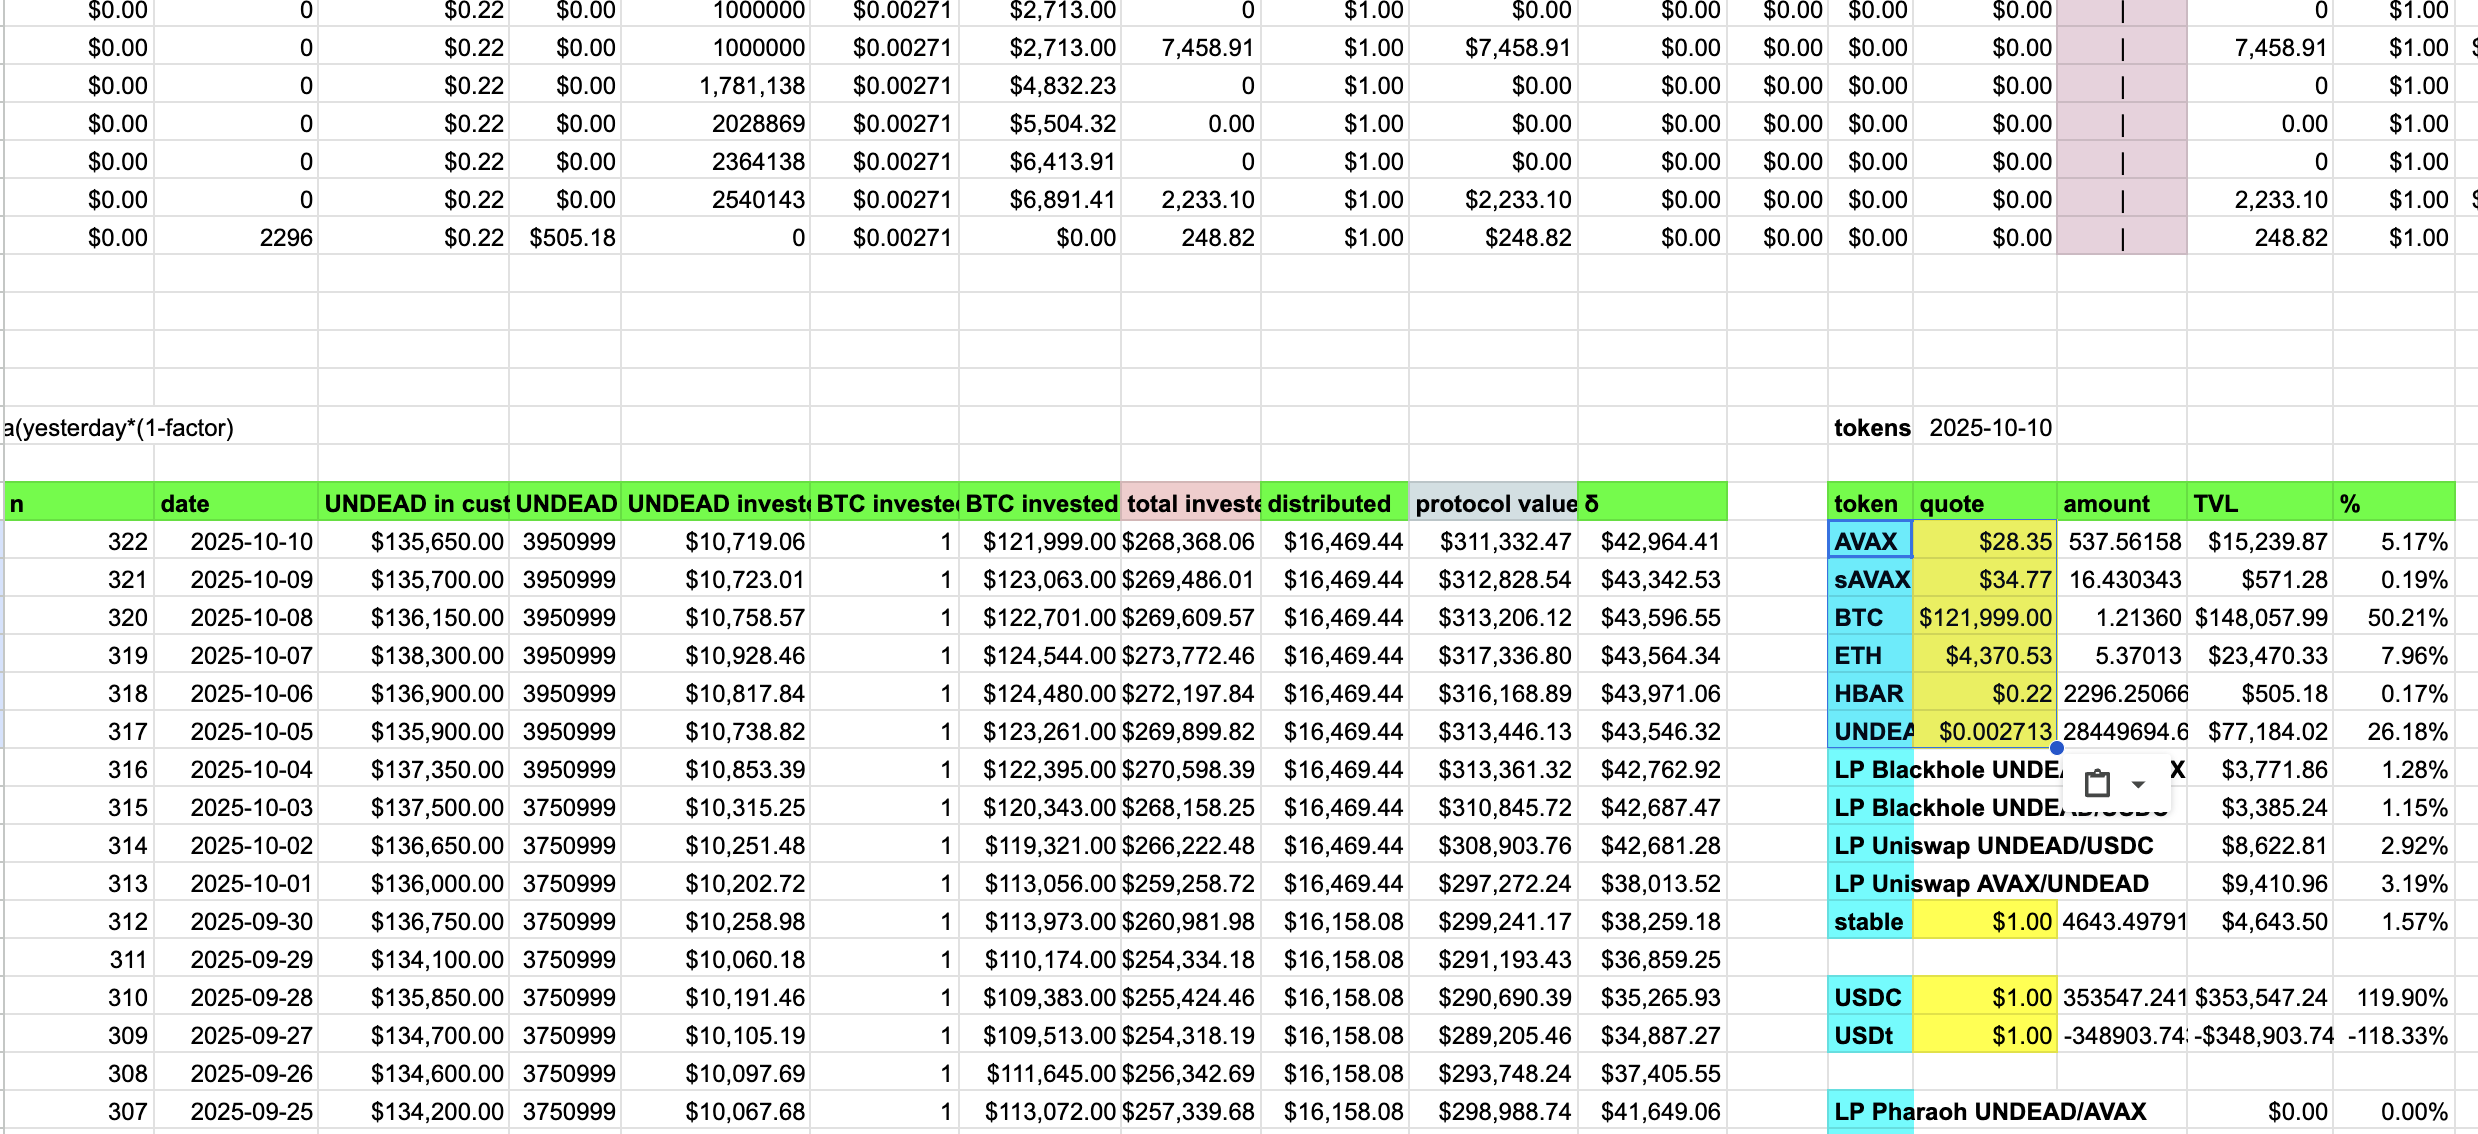 $0.00 0 $0.22 $0.00 1000000 $0.00271 $2,713.00 0 $1.00 $0.00 $0.00 $0.00 $0.00 $0.00 | 0 $1.00
$0.00 0 $0.22 $0.00 1000000 $0.00271 $2,713.00 7,458.91 $1.00 $7,458.91 $0.00 $0.00 $0.00 $0.00 | 7,458.91 $1.00 $
$0.00 0 $0.22 $0.00 1,781,138 $0.00271 $4,832.23 0 $1.00 $0.00 $0.00 $0.00 $0.00 $0.00 | 0 $1.00
$0.00 0 $0.22 $0.00 2028869 $0.00271 $5,504.32 0.00 $1.00 $0.00 $0.00 $0.00 $0.00 $0.00 | 0.00 $1.00
$0.00 0 $0.22 $0.00 2364138 $0.00271 $6,413.91 0 $1.00 $0.00 $0.00 $0.00 $0.00 $0.00 | 0 $1.00
$0.00 0 $0.22 $0.00 2540143 $0.00271 $6,891.41 2,233.10 $1.00 $2,233.10 $0.00 $0.00 $0.00 $0.00 | 2,233.10 $1.00 $
$0.00 2296 $0.22 $505.18 0 $0.00271 $0.00 248.82 $1.00 $248.82 $0.00 $0.00 $0.00 $0.00 | 248.82 $1.00
a(yesterday*(1-factor) tokens 2025-10-10
n date UNDEAD in cust UNDEAD UNDEAD investe BTC investe BTC invested total investe distributed protocol value δ token quote amount TVL %
322 2025-10-10 $135,650.00 3950999 $10,719.06 1 $121,999.00 $268,368.06 $16,469.44 $311,332.47 $42,964.41 AVAX $28.35 537.56158 $15,239.87 5.17%
321 2025-10-09 $135,700.00 3950999 $10,723.01 1 $123,063.00 $269,486.01 $16,469.44 $312,828.54 $43,342.53 sAVAX $34.77 16.430343 $571.28 0.19%
320 2025-10-08 $136,150.00 3950999 $10,758.57 1 $122,701.00 $269,609.57 $16,469.44 $313,206.12 $43,596.55 BTC $121,999.00 1.21360 $148,057.99 50.21%
319 2025-10-07 $138,300.00 3950999 $10,928.46 1 $124,544.00 $273,772.46 $16,469.44 $317,336.80 $43,564.34 ETH $4,370.53 5.37013 $23,470.33 7.96%
318 2025-10-06 $136,900.00 3950999 $10,817.84 1 $124,480.00 $272,197.84 $16,469.44 $316,168.89 $43,971.06 HBAR $0.22 2296.25066 $505.18 0.17%
317 2025-10-05 $135,900.00 3950999 $10,738.82 1 $123,261.00 $269,899.82 $16,469.44 $313,446.13 $43,546.32 UNDEA $0.002713 28449694.6 $77,184.02 26.18%
316 2025-10-04 $137,350.00 3950999 $10,853.39 1 $122,395.00 $270,598.39 $16,469.44 $313,361.32 $42,762.92 LP Blackhole UNDEA X $3,771.86 1.28%
315 2025-10-03 $137,500.00 3750999 $10,315.25 1 $120,343.00 $268,158.25 $16,469.44 $310,845.72 $42,687.47 LP Blackhole UNDEAD/USDC $3,385.24 1.15%
314 2025-10-02 $136,650.00 3750999 $10,251.48 1 $119,321.00 $266,222.48 $16,469.44 $308,903.76 $42,681.28 LP Uniswap UNDEAD/USDC $8,622.81 2.92%
313 2025-10-01 $136,000.00 3750999 $10,202.72 1 $113,056.00 $259,258.72 $16,469.44 $297,272.24 $38,013.52 LP Uniswap AVAX/UNDEAD $9,410.96 3.19%
312 2025-09-30 $136,750.00 3750999 $10,258.98 1 $113,973.00 $260,981.98 $16,469.44 $299,241.17 $38,259.18 stable $1.00 4643.49791 $4,643.50 1.57%
311 2025-09-29 $134,100.00 3750999 $10,060.18 1 $110,174.00 $254,334.18 $16,158.08 $291,193.43 $36,859.25
310 2025-09-28 $135,850.00 3750999 $10,191.46 1 $109,383.00 $255,424.46 $16,158.08 $290,690.39 $35,265.93 USDC $1.00 353547.241 $353,547.24 119.90%
309 2025-09-27 $134,700.00 3750999 $10,105.19 1 $109,513.00 $254,318.19 $16,158.08 $289,205.46 $34,887.27 USDt $1.00 -348903.74 -$348,903.74 -118.33%
308 2025-09-26 $134,600.00 3750999 $10,097.69 1 $111,645.00 $256,342.69 $16,158.08 $293,748.24 $37,405.55
307 2025-09-25 $134,200.00 3750999 $10,067.68 1 $113,072.00 $257,339.68 $16,158.08 $298,988.74 $41,649.06 LP Pharaoh UNDEAD/AVAX $0.00 0.00%